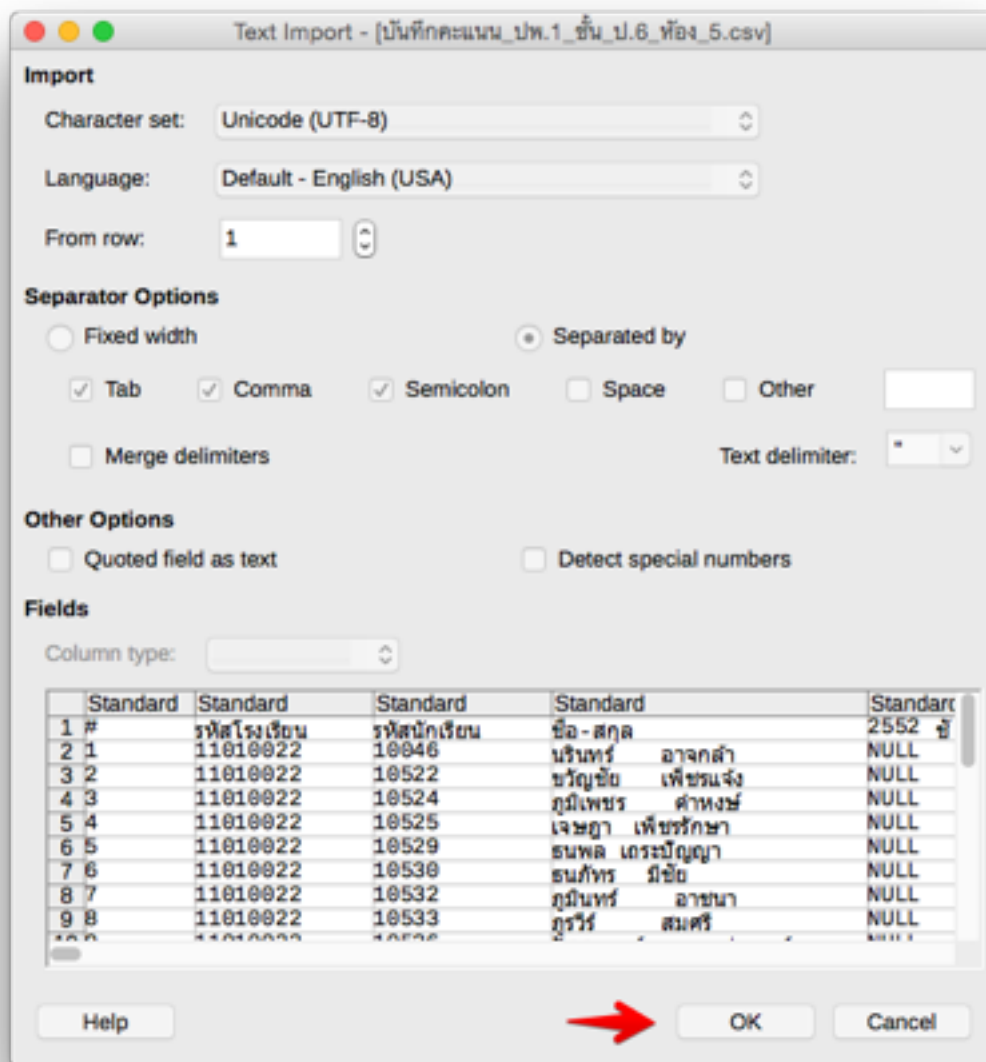 Text Import - [บันทึกคะแนน_ปพ.1_ชั้น_ป.6_ห้อง_5.csv]
Import
Character set: Unicode (UTF-8)
Language: Default - English (USA)
From row: 1
Separator Options
Fixed width Separated by
Tab Comma Semicolon Space Other
Merge delimiters Text delimiter: "
Other Options
Quoted field as text Detect special numbers
Fields
Column type:
Standard Standard Standard Standard Standard
1 # รหัสโรงเรียน รหัสนักเรียน ชื่อ-สกุล 2552
2 1 11010022 10046 นรินทร์ อาจกล้า NULL
3 2 11010022 10522 ขวัญชัย เพ็ชรแจ้ง NULL
4 3 11010022 10524 ภูมิเพชร คำหงษ์ NULL
5 4 11010022 10525 เจษฎา เพ็ชรรักษา NULL
6 5 11010022 10529 ธนพล เถระปัญญา NULL
7 6 11010022 10530 ธนภัทร มีชัย NULL
8 7 11010022 10532 ภูมินทร์ อาชนา NULL
9 8 11010022 10533 ภูรวีร์ สมศรี NULL
Help OK Cancel